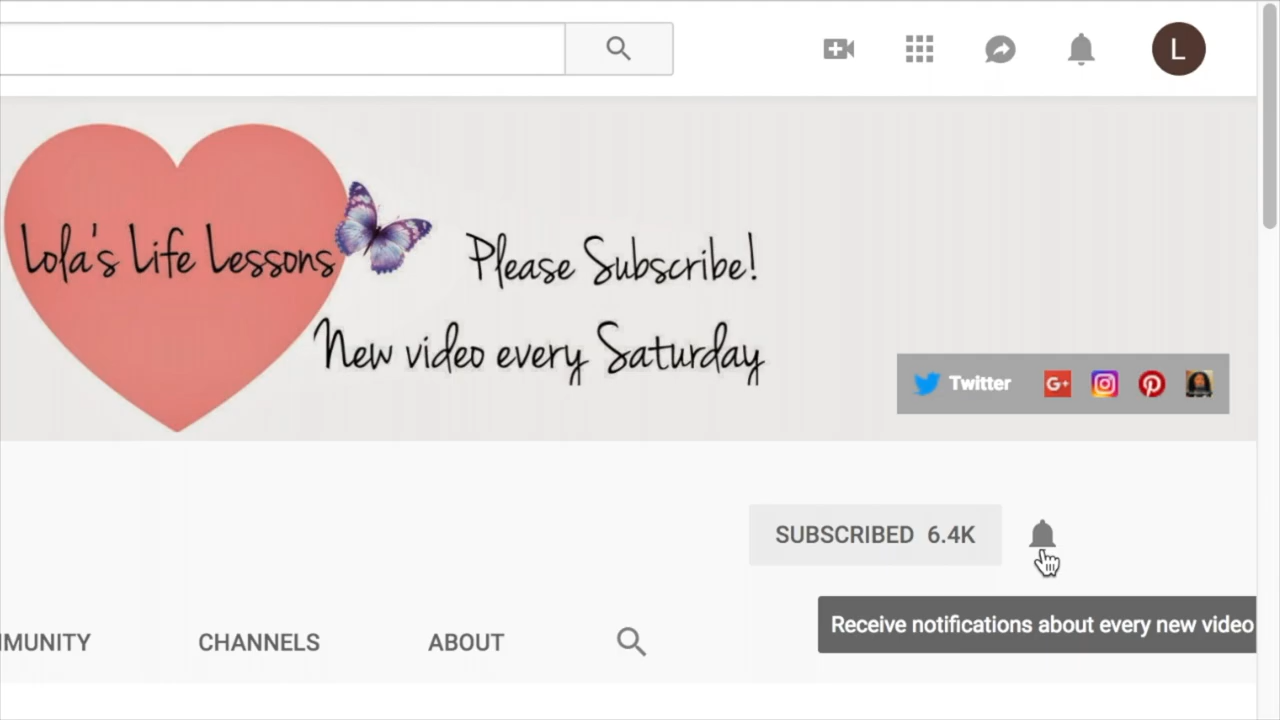 L
Lola's Life Lessons
Please Subscribe!
New video every Saturday
Twitter
G+
SUBSCRIBED 6.4K
Receive notifications about every new video
MUNITY
CHANNELS
ABOUT